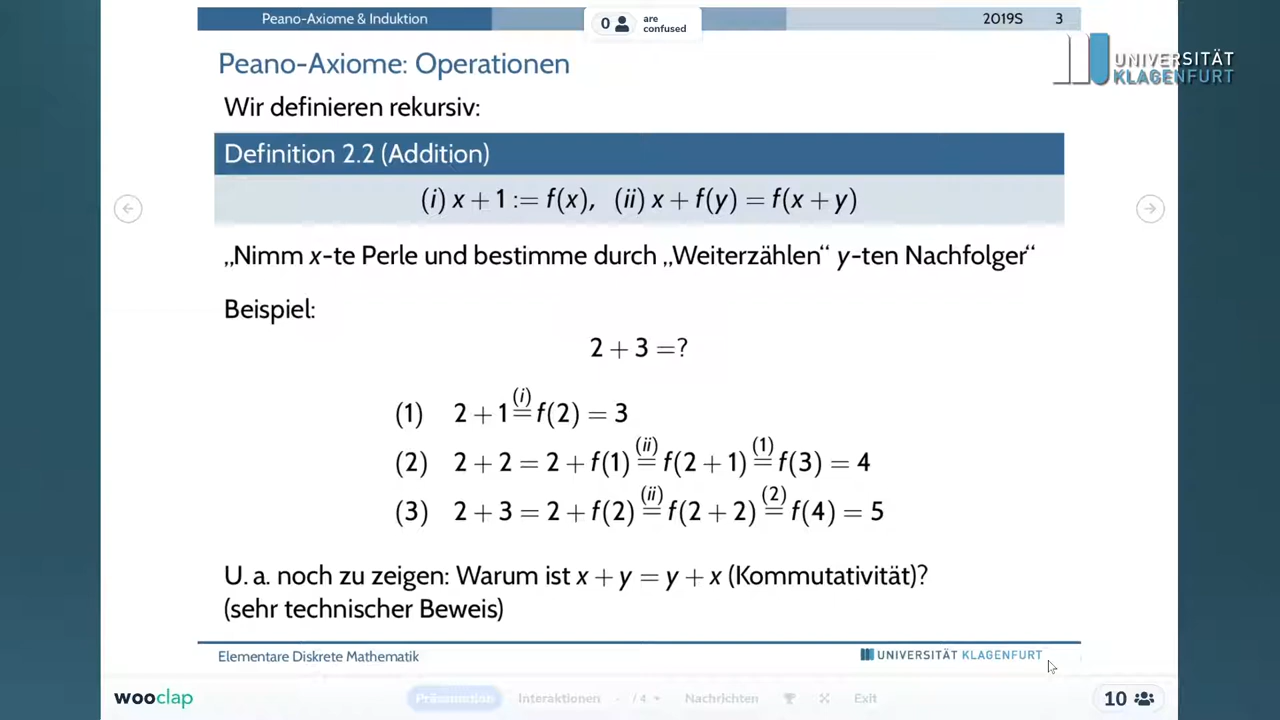 Peano-Axiome & Induktion 2019S 3
0 are confused
UNIVERSITÄT KLAGENFURT
Peano-Axiome: Operationen
Wir definieren rekursiv:
Definition 2.2 (Addition)
(i) x + 1 := f(x), (ii) x + f(y) = f(x + y)
„Nimm x-te Perle und bestimme durch „Weiterzählen“ y-ten Nachfolger“
Beispiel:
2 + 3 =?
(1) 2 + 1 (i)= f(2) = 3
(2) 2 + 2 = 2 + f(1) (ii)= f(2 + 1) (1)= f(3) = 4
(3) 2 + 3 = 2 + f(2) (ii)= f(2 + 2) (2)= f(4) = 5
U. a. noch zu zeigen: Warum ist x + y = y + x (Kommutativität)?
(sehr technischer Beweis)
Elementare Diskrete Mathematik UNIVERSITÄT KLAGENFURT
wooclap Präsentation Interaktionen - / 4 Nachrichten Exit 10